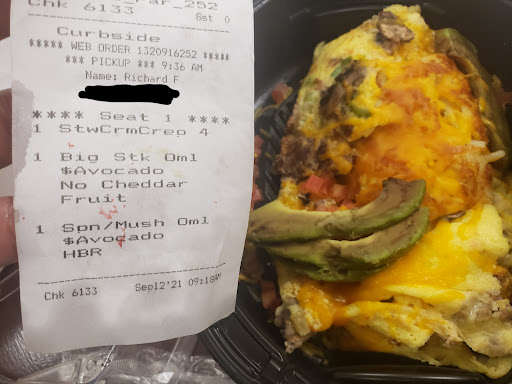 Chk 6133
Gst 0
Curbside
***** WEB ORDER 1320916252 *****
*** PICKUP *** 9:36 AM
Name: Richard F
**** Seat 1 ****
1 StwCrmCrep 4
1 Big Stk Oml
$Avocado
No Cheddar
Fruit
1 Spn/Mush Oml
$Avocado
HBR
Chk 6133 Sep12'21 09:18AM